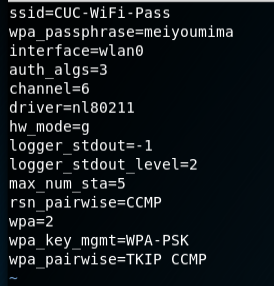 ssid=CUC-WiFi-Pass
wpa_passphrase=meiyoumima
interface=wlan0
auth_algs=3
channel=6
driver=nl80211
hw_mode=g
logger_stdout=-1
logger_stdout_level=2
max_num_sta=5
rsn_pairwise=CCMP
wpa=2
wpa_key_mgmt=WPA-PSK
wpa_pairwise=TKIP CCMP
~